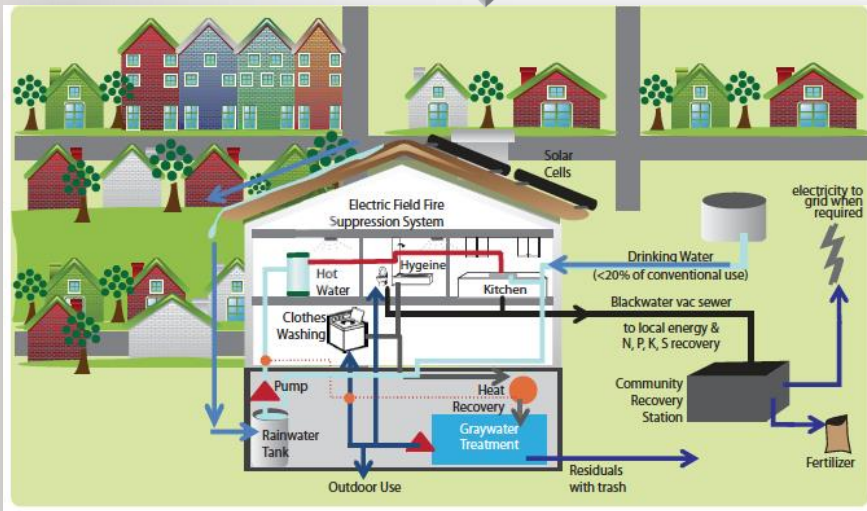 Solar
Cells
Electric Field Fire
Suppression System
electricity to
grid when
required
Drinking Water
(<20% of conventional use)
Hot
Water
Hygeine
Kitchen
Blackwater vac sewer
to local energy &
N, P, K, S recovery
Clothes
Washing
Pump
Heat
Recovery
Community
Recovery
Station
Rainwater
Tank
Graywater
Treatment
Fertilizer
Residuals
with trash
Outdoor Use